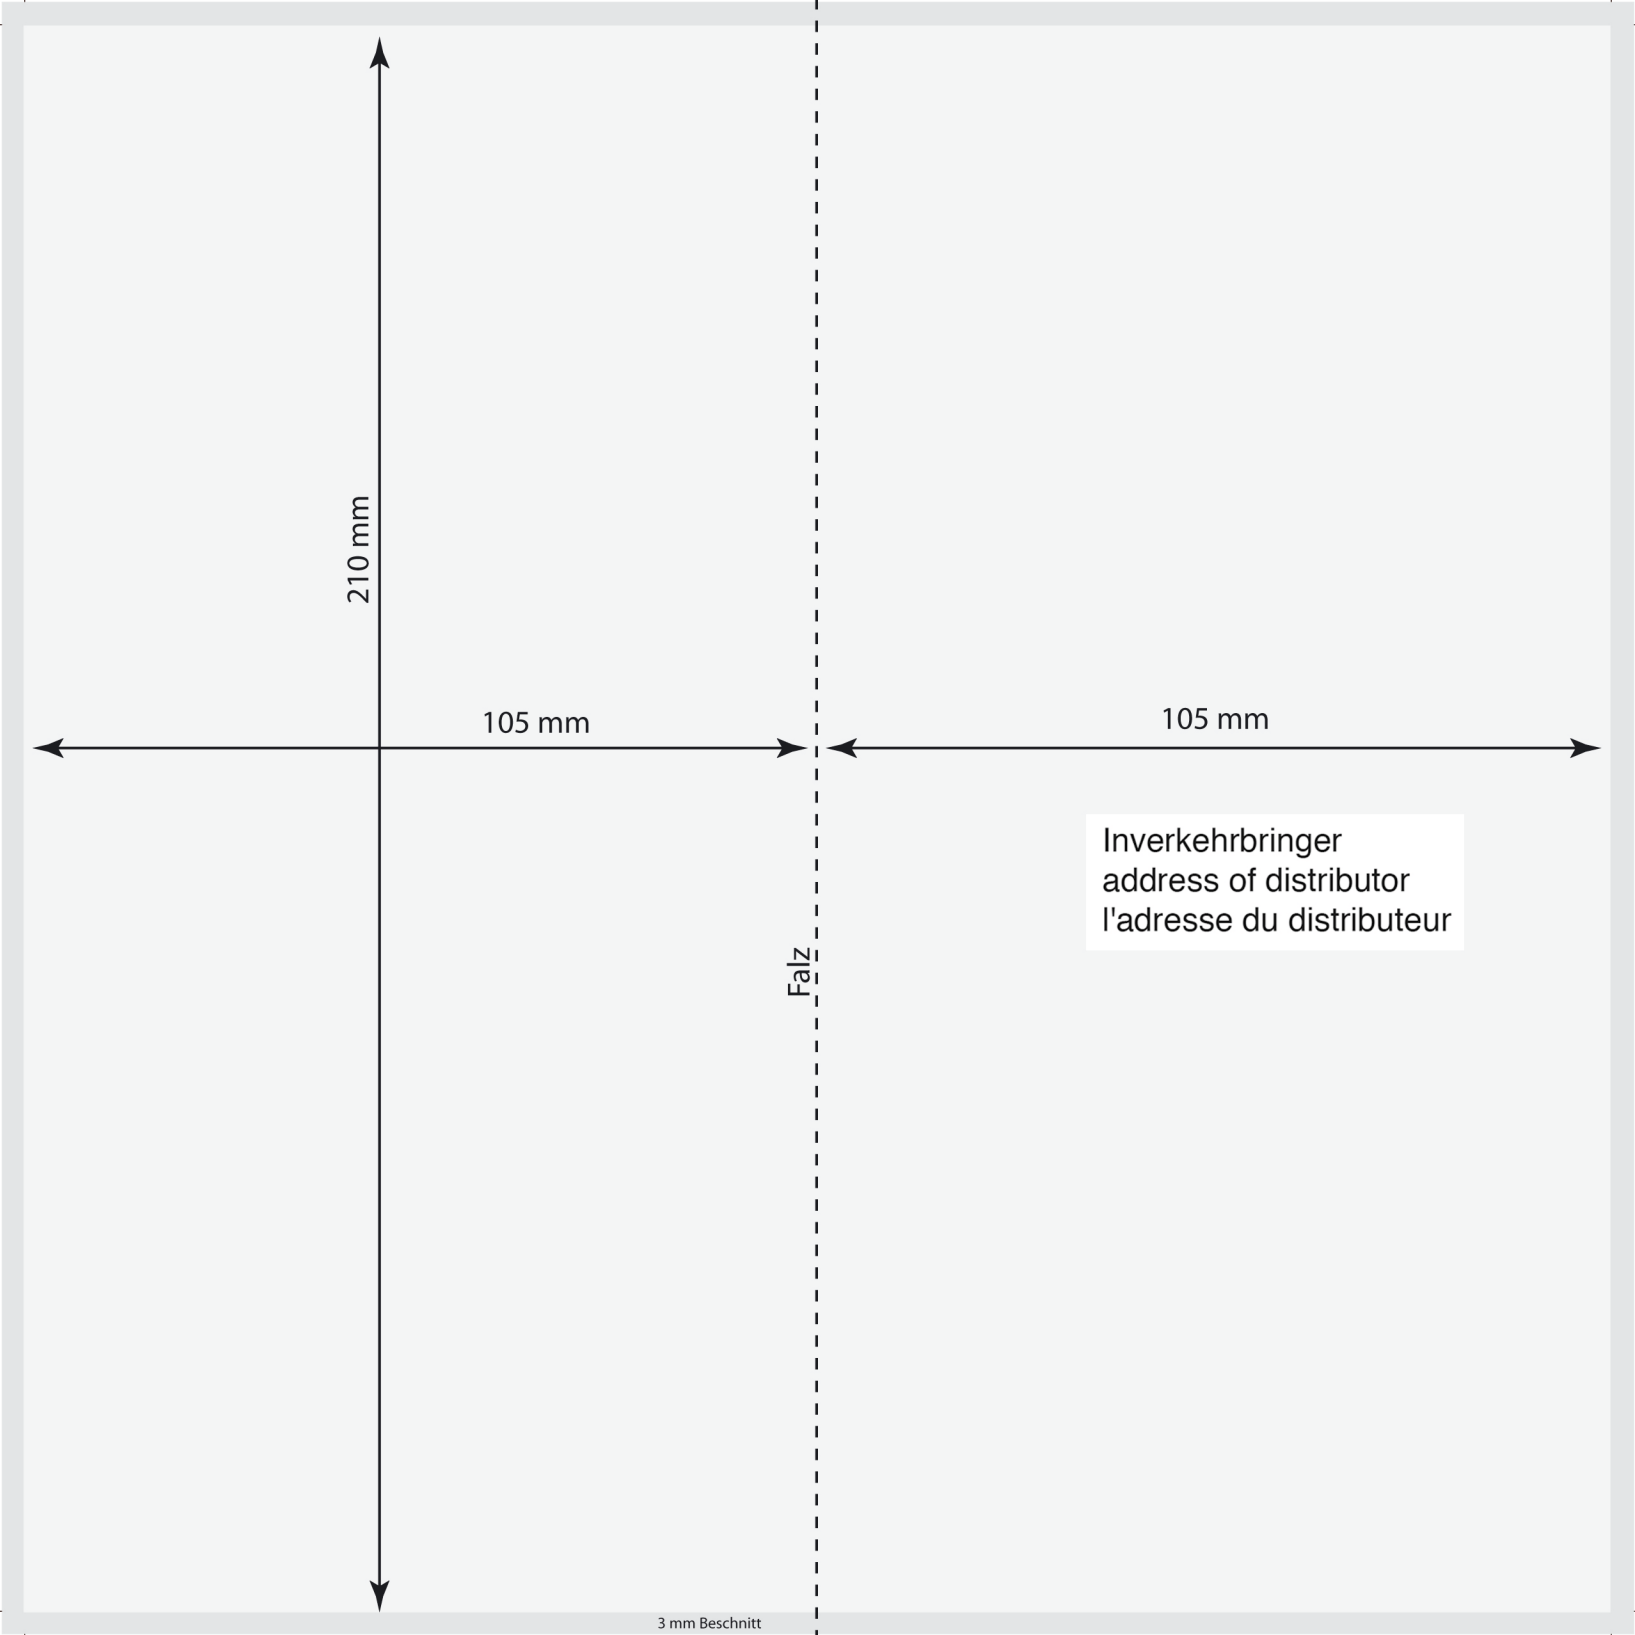 210 mm
105 mm
105 mm
Inverkehrbringer
address of distributor
l'adresse du distributeur
Falz
3 mm Beschnitt